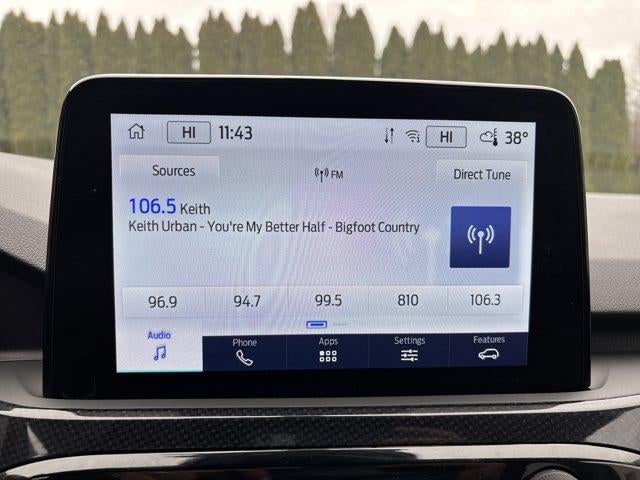 HI 11:43 HI 38°
Sources FM Direct Tune
106.5 Keith
Keith Urban - You're My Better Half - Bigfoot Country
96.9 94.7 99.5 810 106.3
Audio Phone Apps Settings Features